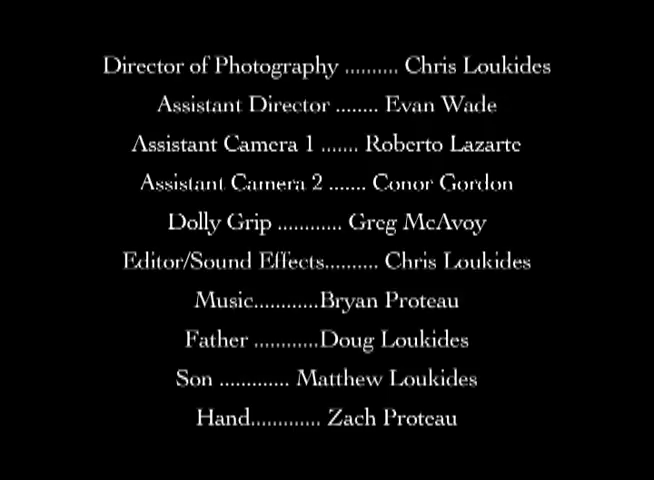 Director of Photography .......... Chris Loukides
Assistant Director ........ Evan Wade
Assistant Camera 1 ....... Roberto Lazarte
Assistant Camera 2 ....... Conor Gordon
Dolly Grip ............ Greg McAvoy
Editor/Sound Effects.......... Chris Loukides
Music............Bryan Proteau
Father ............Doug Loukides
Son ............. Matthew Loukides
Hand............. Zach Proteau